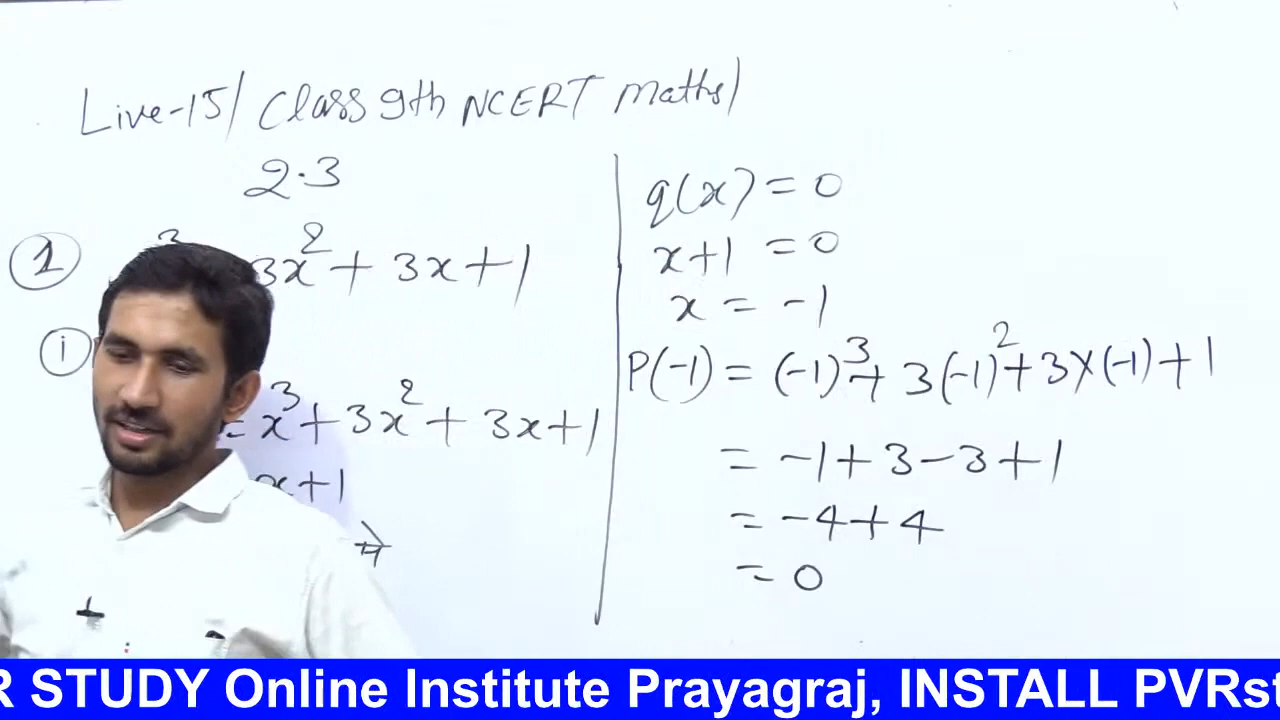 Live-15/ Class 9th NCERT maths/
2.3
1 3 3x² + 3x + 1
i
= x³ + 3x² + 3x + 1
x + 1
में
q(x) = 0
x + 1 = 0
x = -1
P(-1) = (-1)³ + 3(-1)² + 3×(-1) + 1
= -1 + 3 - 3 + 1
= -4 + 4
= 0
R STUDY Online Institute Prayagraj, INSTALL PVRst